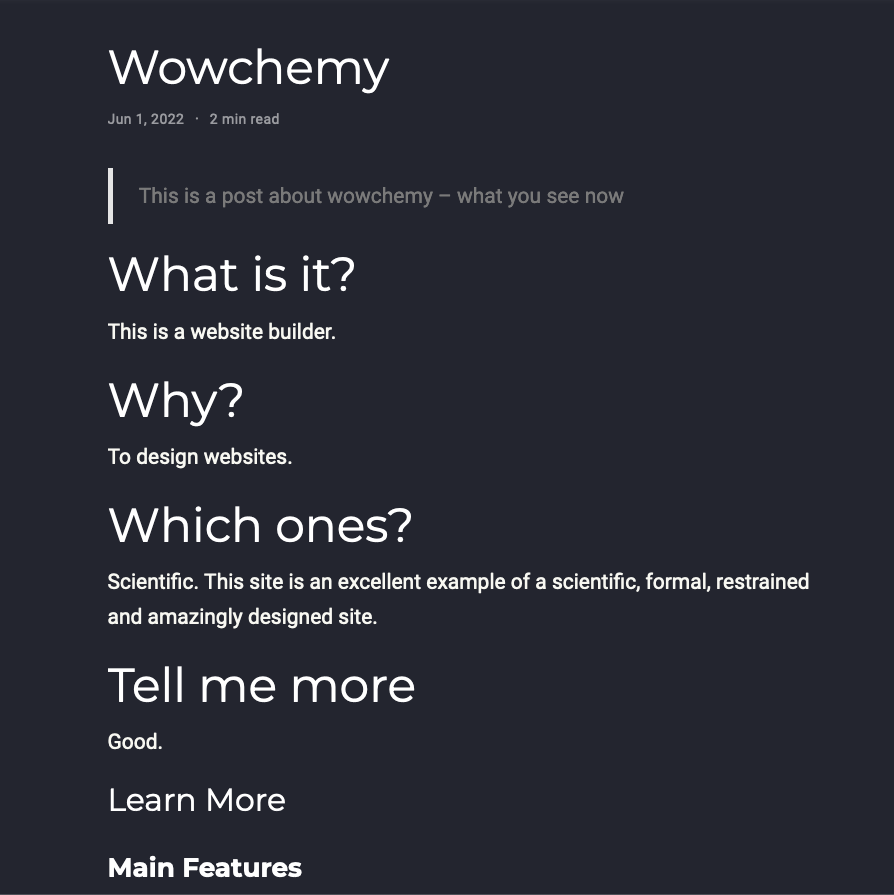 Wowchemy
Jun 1, 2022 · 2 min read
This is a post about wowchemy – what you see now
What is it?
This is a website builder.
Why?
To design websites.
Which ones?
Scientific. This site is an excellent example of a scientific, formal, restrained
and amazingly designed site.
Tell me more
Good.
Learn More
Main Features